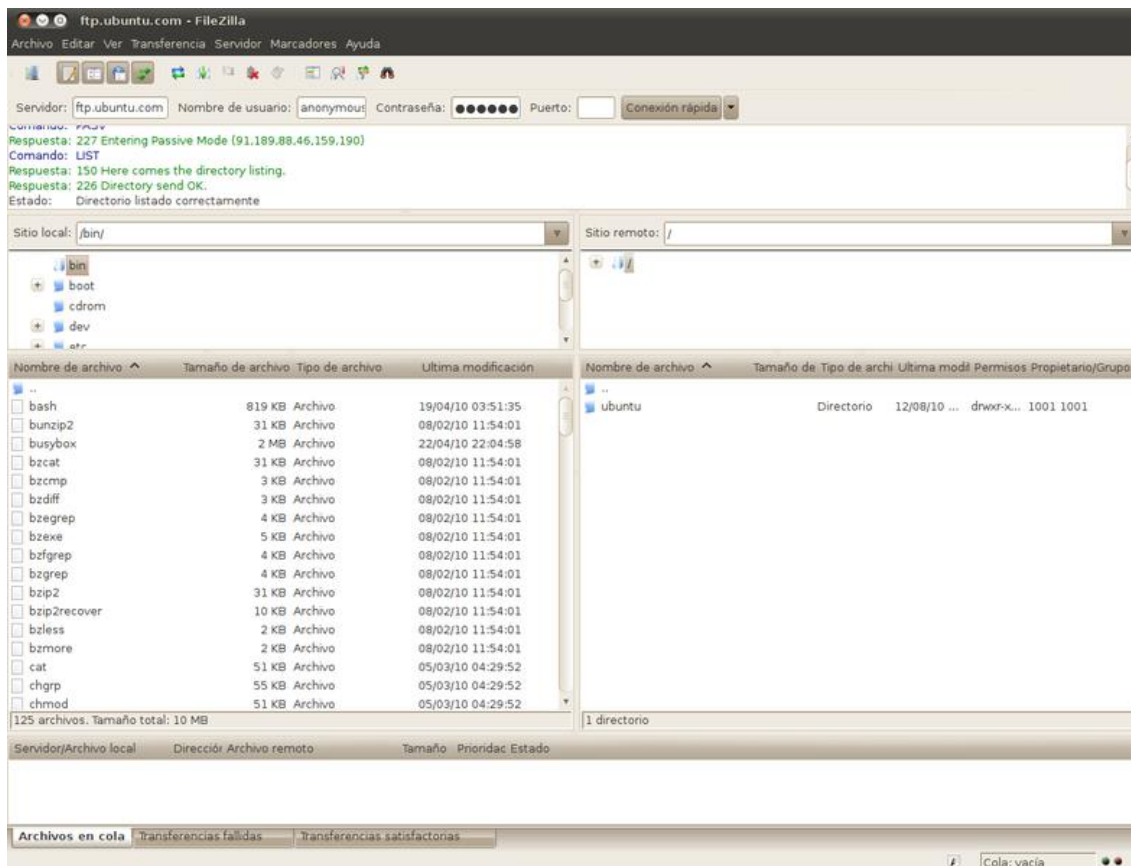 ftp.ubuntu.com - FileZilla
Archivo Editar Ver Transferencia Servidor Marcadores Ayuda
Servidor: ftp.ubuntu.com Nombre de usuario: anonymous Contraseña: ●●●●●● Puerto: Conexión rápida
Comando: PASV
Respuesta: 227 Entering Passive Mode (91,189,88,46,159,190)
Comando: LIST
Respuesta: 150 Here comes the directory listing.
Respuesta: 226 Directory send OK.
Estado: Directorio listado correctamente
Sitio local: /bin/
Sitio remoto: /
bin
boot
cdrom
dev
etc
/
Nombre de archivo Tamaño de archivo Tipo de archivo Ultima modificación
..
bash 819 KB Archivo 19/04/10 03:51:35
bunzip2 31 KB Archivo 08/02/10 11:54:01
busybox 2 MB Archivo 22/04/10 22:04:58
bzcat 31 KB Archivo 08/02/10 11:54:01
bzcmp 3 KB Archivo 08/02/10 11:54:01
bzdiff 3 KB Archivo 08/02/10 11:54:01
bzegrep 4 KB Archivo 08/02/10 11:54:01
bzexe 5 KB Archivo 08/02/10 11:54:01
bzfgrep 4 KB Archivo 08/02/10 11:54:01
bzgrep 4 KB Archivo 08/02/10 11:54:01
bzip2 31 KB Archivo 08/02/10 11:54:01
bzip2recover 10 KB Archivo 08/02/10 11:54:01
bzless 2 KB Archivo 08/02/10 11:54:01
bzmore 2 KB Archivo 08/02/10 11:54:01
cat 51 KB Archivo 05/03/10 04:29:52
chgrp 55 KB Archivo 05/03/10 04:29:52
chmod 51 KB Archivo 05/03/10 04:29:52
125 archivos. Tamaño total: 10 MB
Nombre de archivo Tamaño de Tipo de archi Ultima modif Permisos Propietario/Grupo
..
ubuntu Directorio 12/08/10 ... drwxr-x... 1001 1001
1 directorio
Servidor/Archivo local Direcciór Archivo remoto Tamaño Prioridac Estado
Archivos en cola Transferencias fallidas Transferencias satisfactorias
Cola: vacía